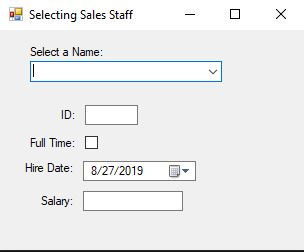 Selecting Sales Staff
Select a Name:
ID:
Full Time:
Hire Date: 8/27/2019
Salary: